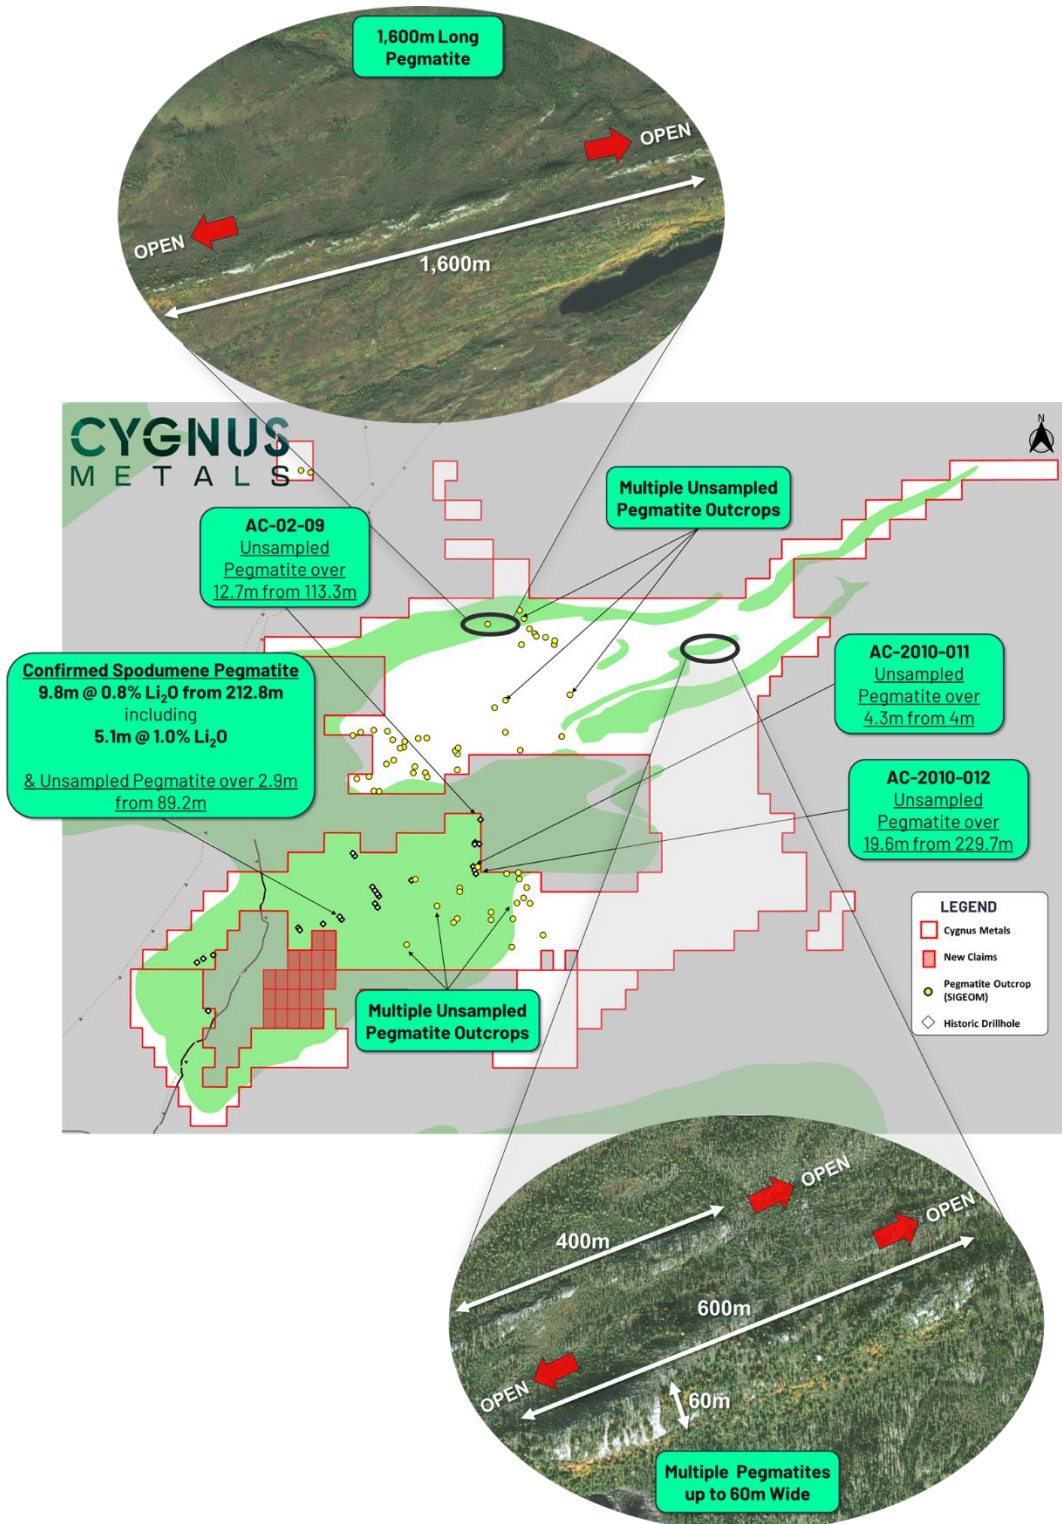 1,600m Long
Pegmatite
OPEN
OPEN
1,600m
CYGNUS
METALS
N
Multiple Unsampled
Pegmatite Outcrops
AC-02-09
Unsampled
Pegmatite over
12.7m from 113.3m
Confirmed Spodumene Pegmatite
9.8m @ 0.8% Li₂O from 212.8m
including
5.1m @ 1.0% Li₂O
& Unsampled Pegmatite over 2.9m
from 89.2m
AC-2010-011
Unsampled
Pegmatite over
4.3m from 4m
AC-2010-012
Unsampled
Pegmatite over
19.6m from 229.7m
LEGEND
Cygnus Metals
New Claims
Pegmatite Outcrop
(SIGEOM)
Historic Drillhole
Multiple Unsampled
Pegmatite Outcrops
OPEN
400m
OPEN
600m
OPEN
60m
Multiple Pegmatites
up to 60m Wide